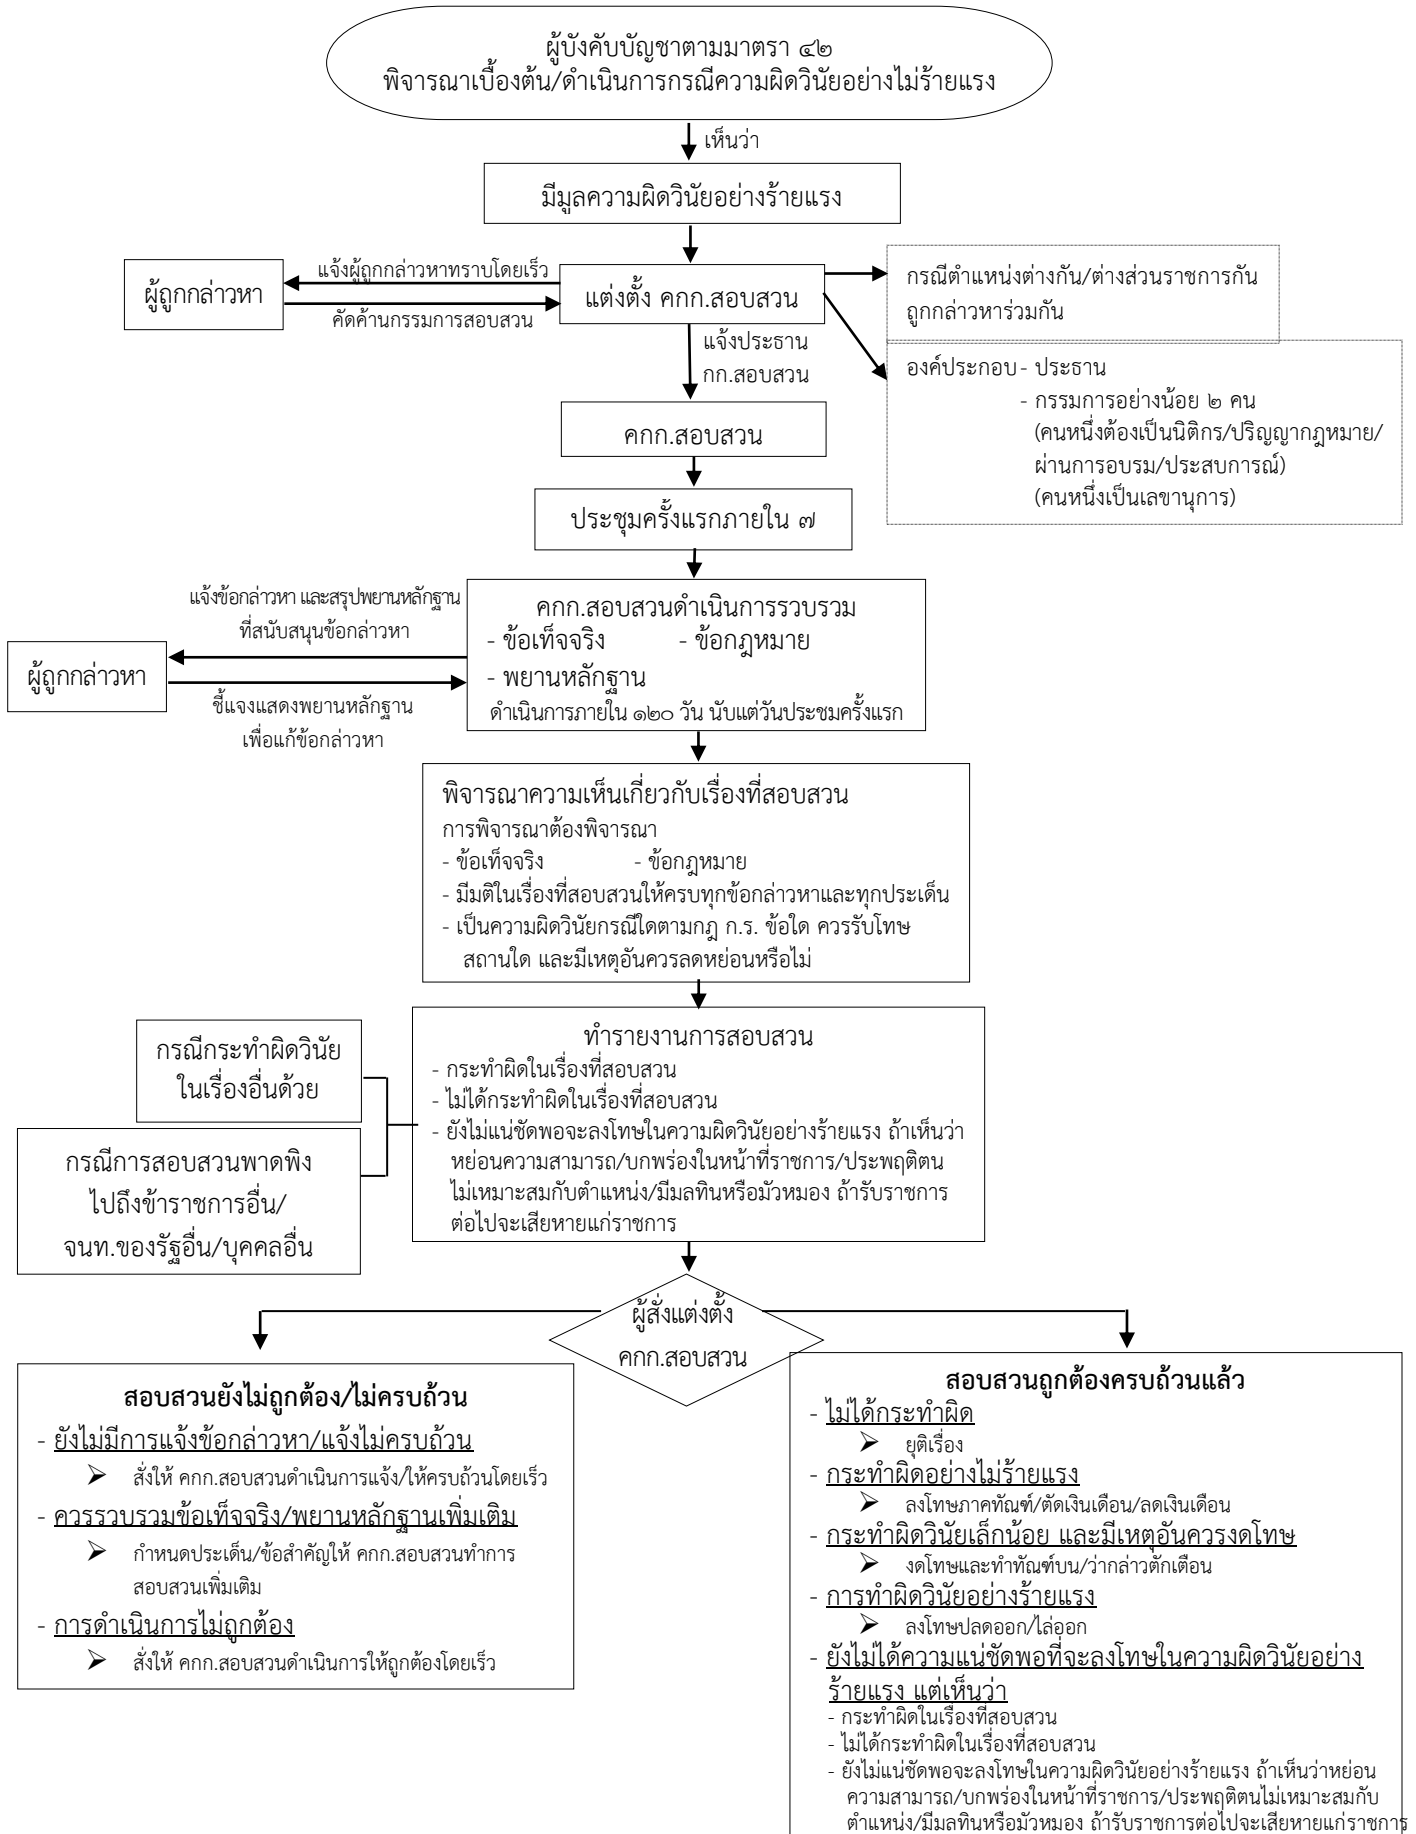 ผู้บังคับบัญชาตามมาตรา ๔๒
พิจารณาเบื้องต้น/ดำเนินการกรณีความผิดวินัยอย่างไม่ร้ายแรง
เห็นว่า
มีมูลความผิดวินัยอย่างร้ายแรง
ผู้ถูกกล่าวหา
แจ้งผู้ถูกกล่าวหาทราบโดยเร็ว
คัดค้านกรรมการสอบสวน
แต่งตั้ง คกก.สอบสวน
กรณีตำแหน่งต่างกัน/ต่างส่วนราชการกัน
ถูกกล่าวหาร่วมกัน
แจ้งประธาน
กก.สอบสวน
องค์ประกอบ - ประธาน
- กรรมการอย่างน้อย ๒ คน
(คนหนึ่งต้องเป็นนิติกร/ปริญญากฎหมาย/
ผ่านการอบรม/ประสบการณ์)
(คนหนึ่งเป็นเลขานุการ)
คกก.สอบสวน
ประชุมครั้งแรกภายใน ๗
แจ้งข้อกล่าวหา และสรุปพยานหลักฐาน
ที่สนับสนุนข้อกล่าวหา
ผู้ถูกกล่าวหา
ชี้แจงแสดงพยานหลักฐาน
เพื่อแก้ข้อกล่าวหา
คกก.สอบสวนดำเนินการรวบรวม
- ข้อเท็จจริง - ข้อกฎหมาย
- พยานหลักฐาน
ดำเนินการภายใน ๑๒๐ วัน นับแต่วันประชุมครั้งแรก
พิจารณาความเห็นเกี่ยวกับเรื่องที่สอบสวน
การพิจารณาต้องพิจารณา
- ข้อเท็จจริง - ข้อกฎหมาย
- มีมติในเรื่องที่สอบสวนให้ครบทุกข้อกล่าวหาและทุกประเด็น
- เป็นความผิดวินัยกรณีใดตามกฎ ก.ร. ข้อใด ควรรับโทษ
สถานใด และมีเหตุอันควรลดหย่อนหรือไม่
กรณีกระทำผิดวินัย
ในเรื่องอื่นด้วย
กรณีการสอบสวนพาดพิง
ไปถึงข้าราชการอื่น/
จนท.ของรัฐอื่น/บุคคลอื่น
ทำรายงานการสอบสวน
- กระทำผิดในเรื่องที่สอบสวน
- ไม่ได้กระทำผิดในเรื่องที่สอบสวน
- ยังไม่แน่ชัดพอจะลงโทษในความผิดวินัยอย่างร้ายแรง ถ้าเห็นว่า
หย่อนความสามารถ/บกพร่องในหน้าที่ราชการ/ประพฤติตน
ไม่เหมาะสมกับตำแหน่ง/มีมลทินหรือมัวหมอง ถ้ารับราชการ
ต่อไปจะเสียหายแก่ราชการ
ผู้สั่งแต่งตั้ง
คกก.สอบสวน
สอบสวนยังไม่ถูกต้อง/ไม่ครบถ้วน
- ยังไม่มีการแจ้งข้อกล่าวหา/แจ้งไม่ครบถ้วน
➢ สั่งให้ คกก.สอบสวนดำเนินการแจ้ง/ให้ครบถ้วนโดยเร็ว
- ควรรวบรวมข้อเท็จจริง/พยานหลักฐานเพิ่มเติม
➢ กำหนดประเด็น/ข้อสำคัญให้ คกก.สอบสวนทำการ
สอบสวนเพิ่มเติม
- การดำเนินการไม่ถูกต้อง
➢ สั่งให้ คกก.สอบสวนดำเนินการให้ถูกต้องโดยเร็ว
สอบสวนถูกต้องครบถ้วนแล้ว
- ไม่ได้กระทำผิด
➢ ยุติเรื่อง
- กระทำผิดอย่างไม่ร้ายแรง
➢ ลงโทษภาคทัณฑ์/ตัดเงินเดือน/ลดเงินเดือน
- กระทำผิดวินัยเล็กน้อย และมีเหตุอันควรงดโทษ
➢ งดโทษและทำทัณฑ์บน/ว่ากล่าวตักเตือน
- การทำผิดวินัยอย่างร้ายแรง
➢ ลงโทษปลดออก/ไล่ออก
- ยังไม่ได้ความแน่ชัดพอที่จะลงโทษในความผิดวินัยอย่าง
ร้ายแรง แต่เห็นว่า
- กระทำผิดในเรื่องที่สอบสวน
- ไม่ได้กระทำผิดในเรื่องที่สอบสวน
- ยังไม่แน่ชัดพอจะลงโทษในความผิดวินัยอย่างร้ายแรง ถ้าเห็นว่าหย่อน
ความสามารถ/บกพร่องในหน้าที่ราชการ/ประพฤติตนไม่เหมาะสมกับ
ตำแหน่ง/มีมลทินหรือมัวหมอง ถ้ารับราชการต่อไปจะเสียหายแก่ราชการ